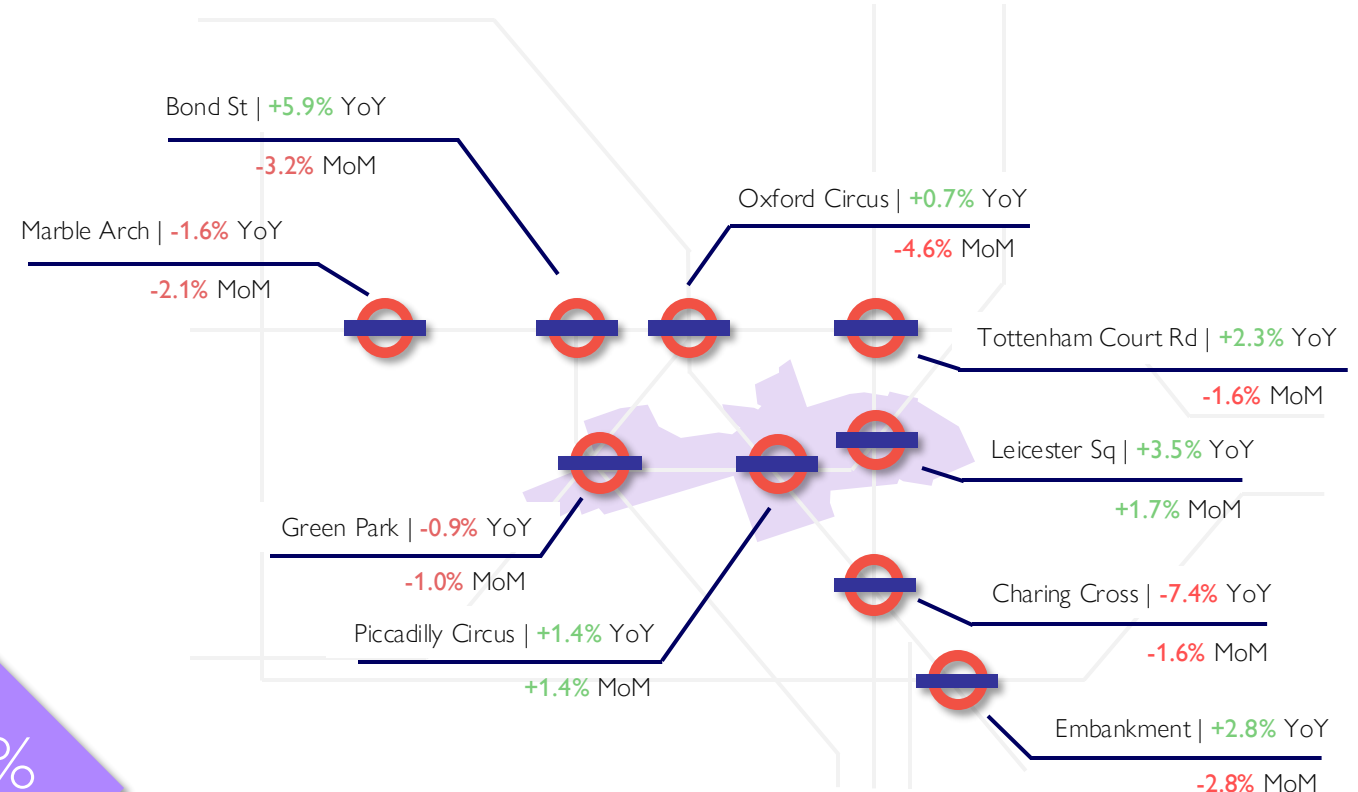 Bond St | +5.9% YoY
-3.2% MoM
Oxford Circus | +0.7% YoY
-4.6% MoM
Marble Arch | -1.6% YoY
-2.1% MoM
Tottenham Court Rd | +2.3% YoY
-1.6% MoM
Leicester Sq | +3.5% YoY
+1.7% MoM
Green Park | -0.9% YoY
-1.0% MoM
Charing Cross | -7.4% YoY
-1.6% MoM
Piccadilly Circus | +1.4% YoY
+1.4% MoM
Embankment | +2.8% YoY
-2.8% MoM
%